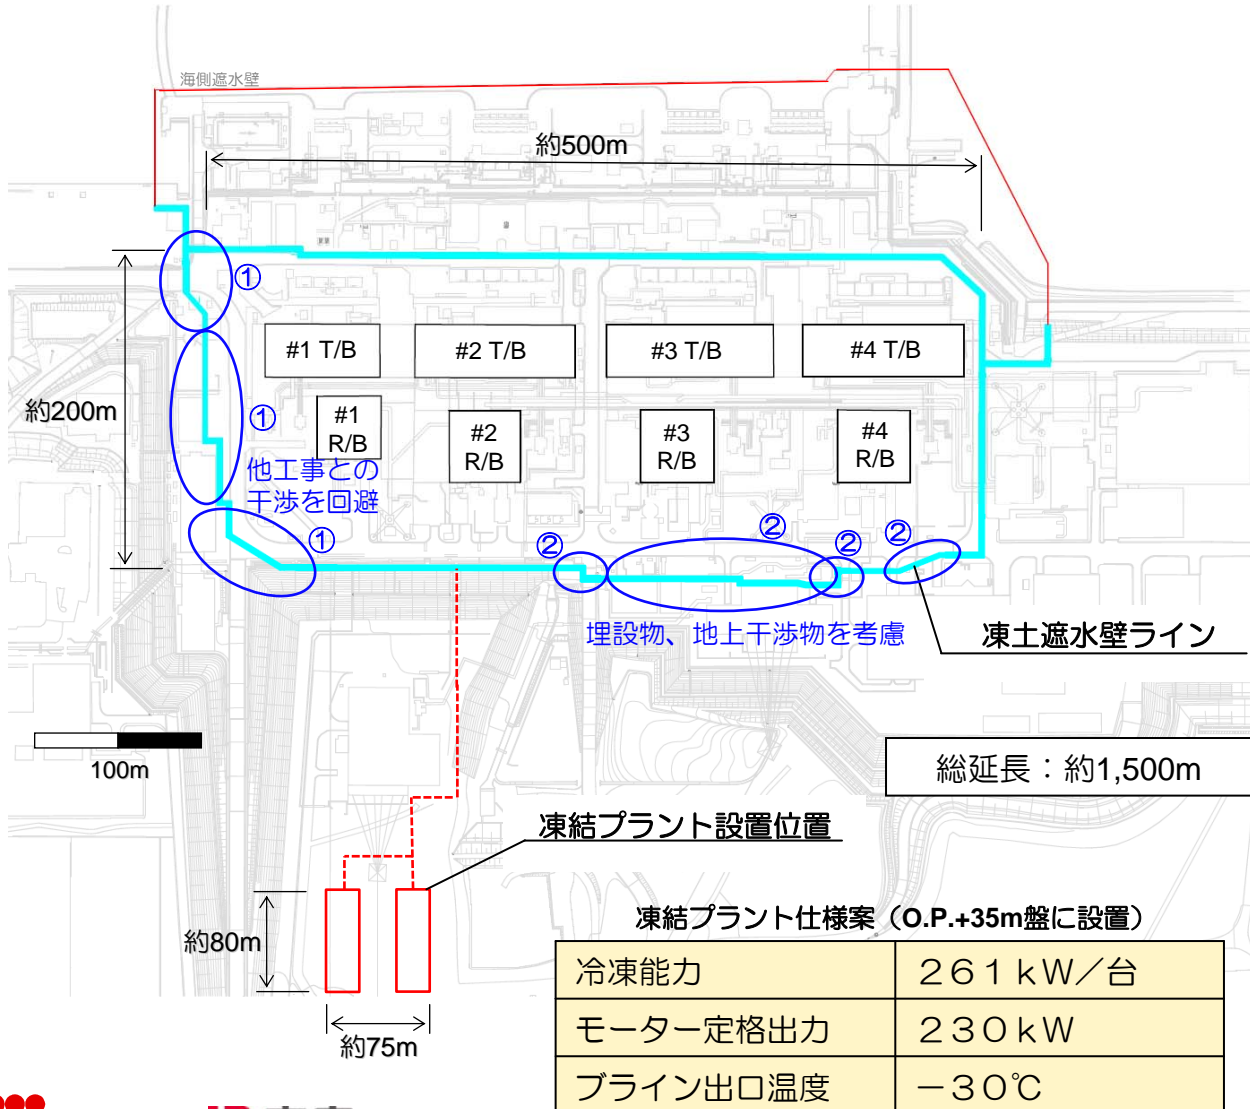 海側遮水壁
約500m
①
約200m
#1 T/B
#2 T/B
#3 T/B
#4 T/B
①
#1
R/B
#2
R/B
#3
R/B
#4
R/B
他工事との
干渉を回避
①
②
②
②
②
埋設物、地上干渉物を考慮
凍土遮水壁ライン
100m
総延長：約1,500m
凍結プラント設置位置
約80m
約75m
凍結プラント仕様案（O.P.+35m盤に設置）
冷凍能力 ２６１ｋＷ／台
モーター定格出力 ２３０ｋＷ
ブライン出口温度 －３０℃